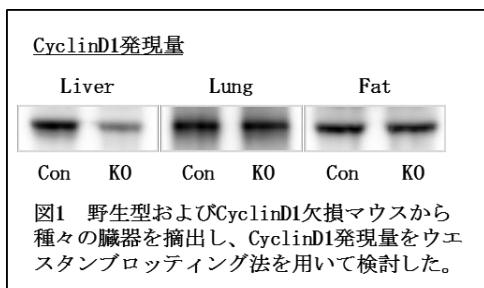 CyclinD1発現量
Liver Lung Fat
Con KO Con KO Con KO
図1 野生型およびCyclinD1欠損マウスから
種々の臓器を摘出し、CyclinD1発現量をウエ
スタンブロッティング法を用いて検討した。